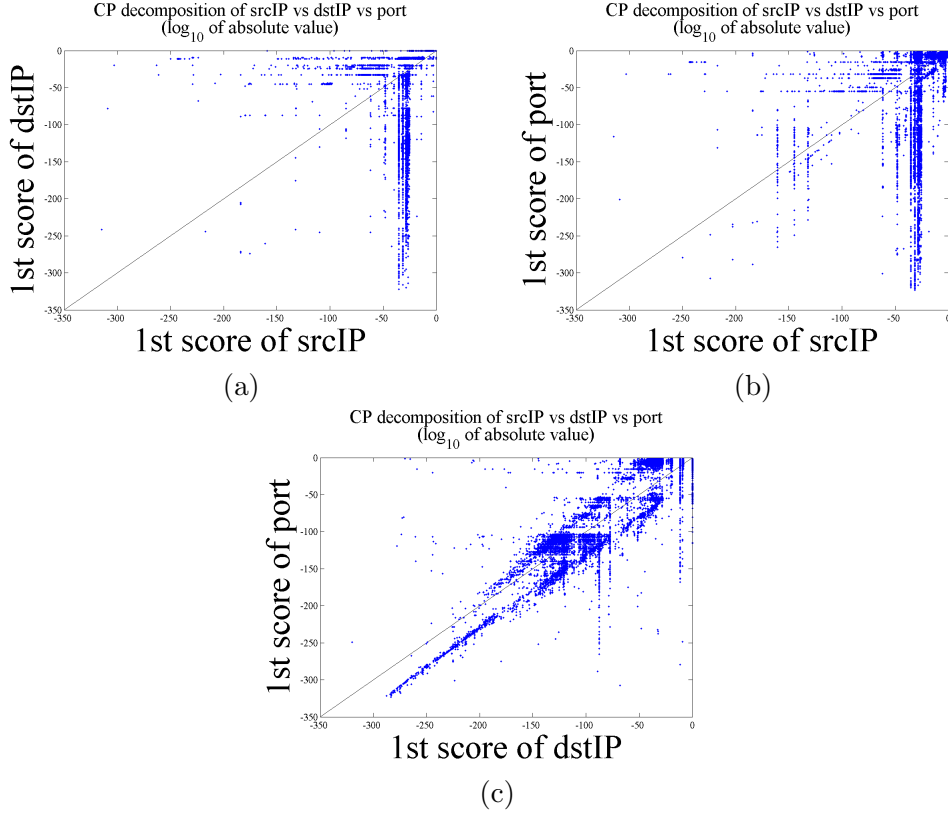 CP decomposition of srcIP vs dstIP vs port
(log10 of absolute value)
0
-50
-100
-150
-200
-250
-300
-350
1st score of dstIP
-350 -300 -250 -200 -150 -100 -50 0
1st score of srcIP
(a)
CP decomposition of srcIP vs dstIP vs port
(log10 of absolute value)
0
-50
-100
-150
-200
-250
-300
-350
1st score of port
-350 -300 -250 -200 -150 -100 -50 0
1st score of srcIP
(b)
CP decomposition of srcIP vs dstIP vs port
(log10 of absolute value)
0
-50
-100
-150
-200
-250
-300
-350
1st score of port
-350 -300 -250 -200 -150 -100 -50 0
1st score of dstIP
(c)